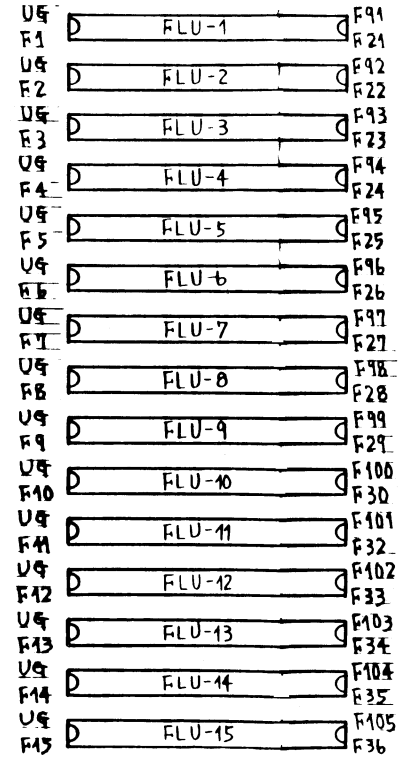 UG F91
FLU-1
F1 F21
UG F92
FLU-2
F2 F22
UG F93
FLU-3
F3 F23
UG F94
FLU-4
F4 F24
UG F95
FLU-5
F5 F25
UG F96
FLU-6
F6 F26
UG F97
FLU-7
F7 F27
UG F98
FLU-8
F8 F28
UG F99
FLU-9
F9 F29
UG F100
FLU-10
F10 F30
UG F101
FLU-11
F11 F32
UG F102
FLU-12
F12 F33
UG F103
FLU-13
F13 F34
UG F104
FLU-14
F14 F35
UG F105
FLU-15
F15 F36